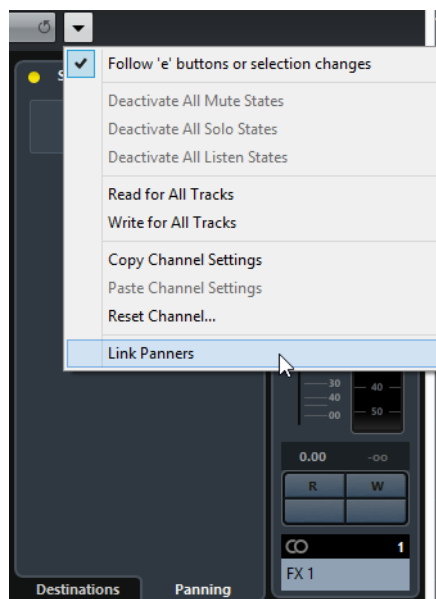 Follow 'e' buttons or selection changes
Deactivate All Mute States
Deactivate All Solo States
Deactivate All Listen States
Read for All Tracks
Write for All Tracks
Copy Channel Settings
Paste Channel Settings
Reset Channel...
Link Panners
30
40
40
00
50
0.00 -oo
R W
1
FX 1
Destinations Panning